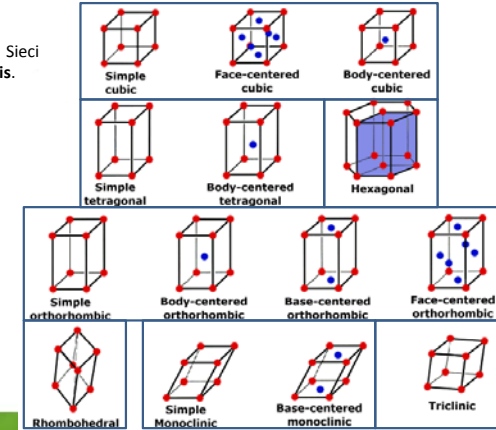 Sieci
is.
Simple
cubic
Face-centered
cubic
Body-centered
cubic
Simple
tetragonal
Body-centered
tetragonal
Hexagonal
Simple
orthorhombic
Body-centered
orthorhombic
Base-centered
orthorhombic
Face-centered
orthorhombic
Rhombohedral
Simple
Monoclinic
Base-centered
monoclinic
Triclinic